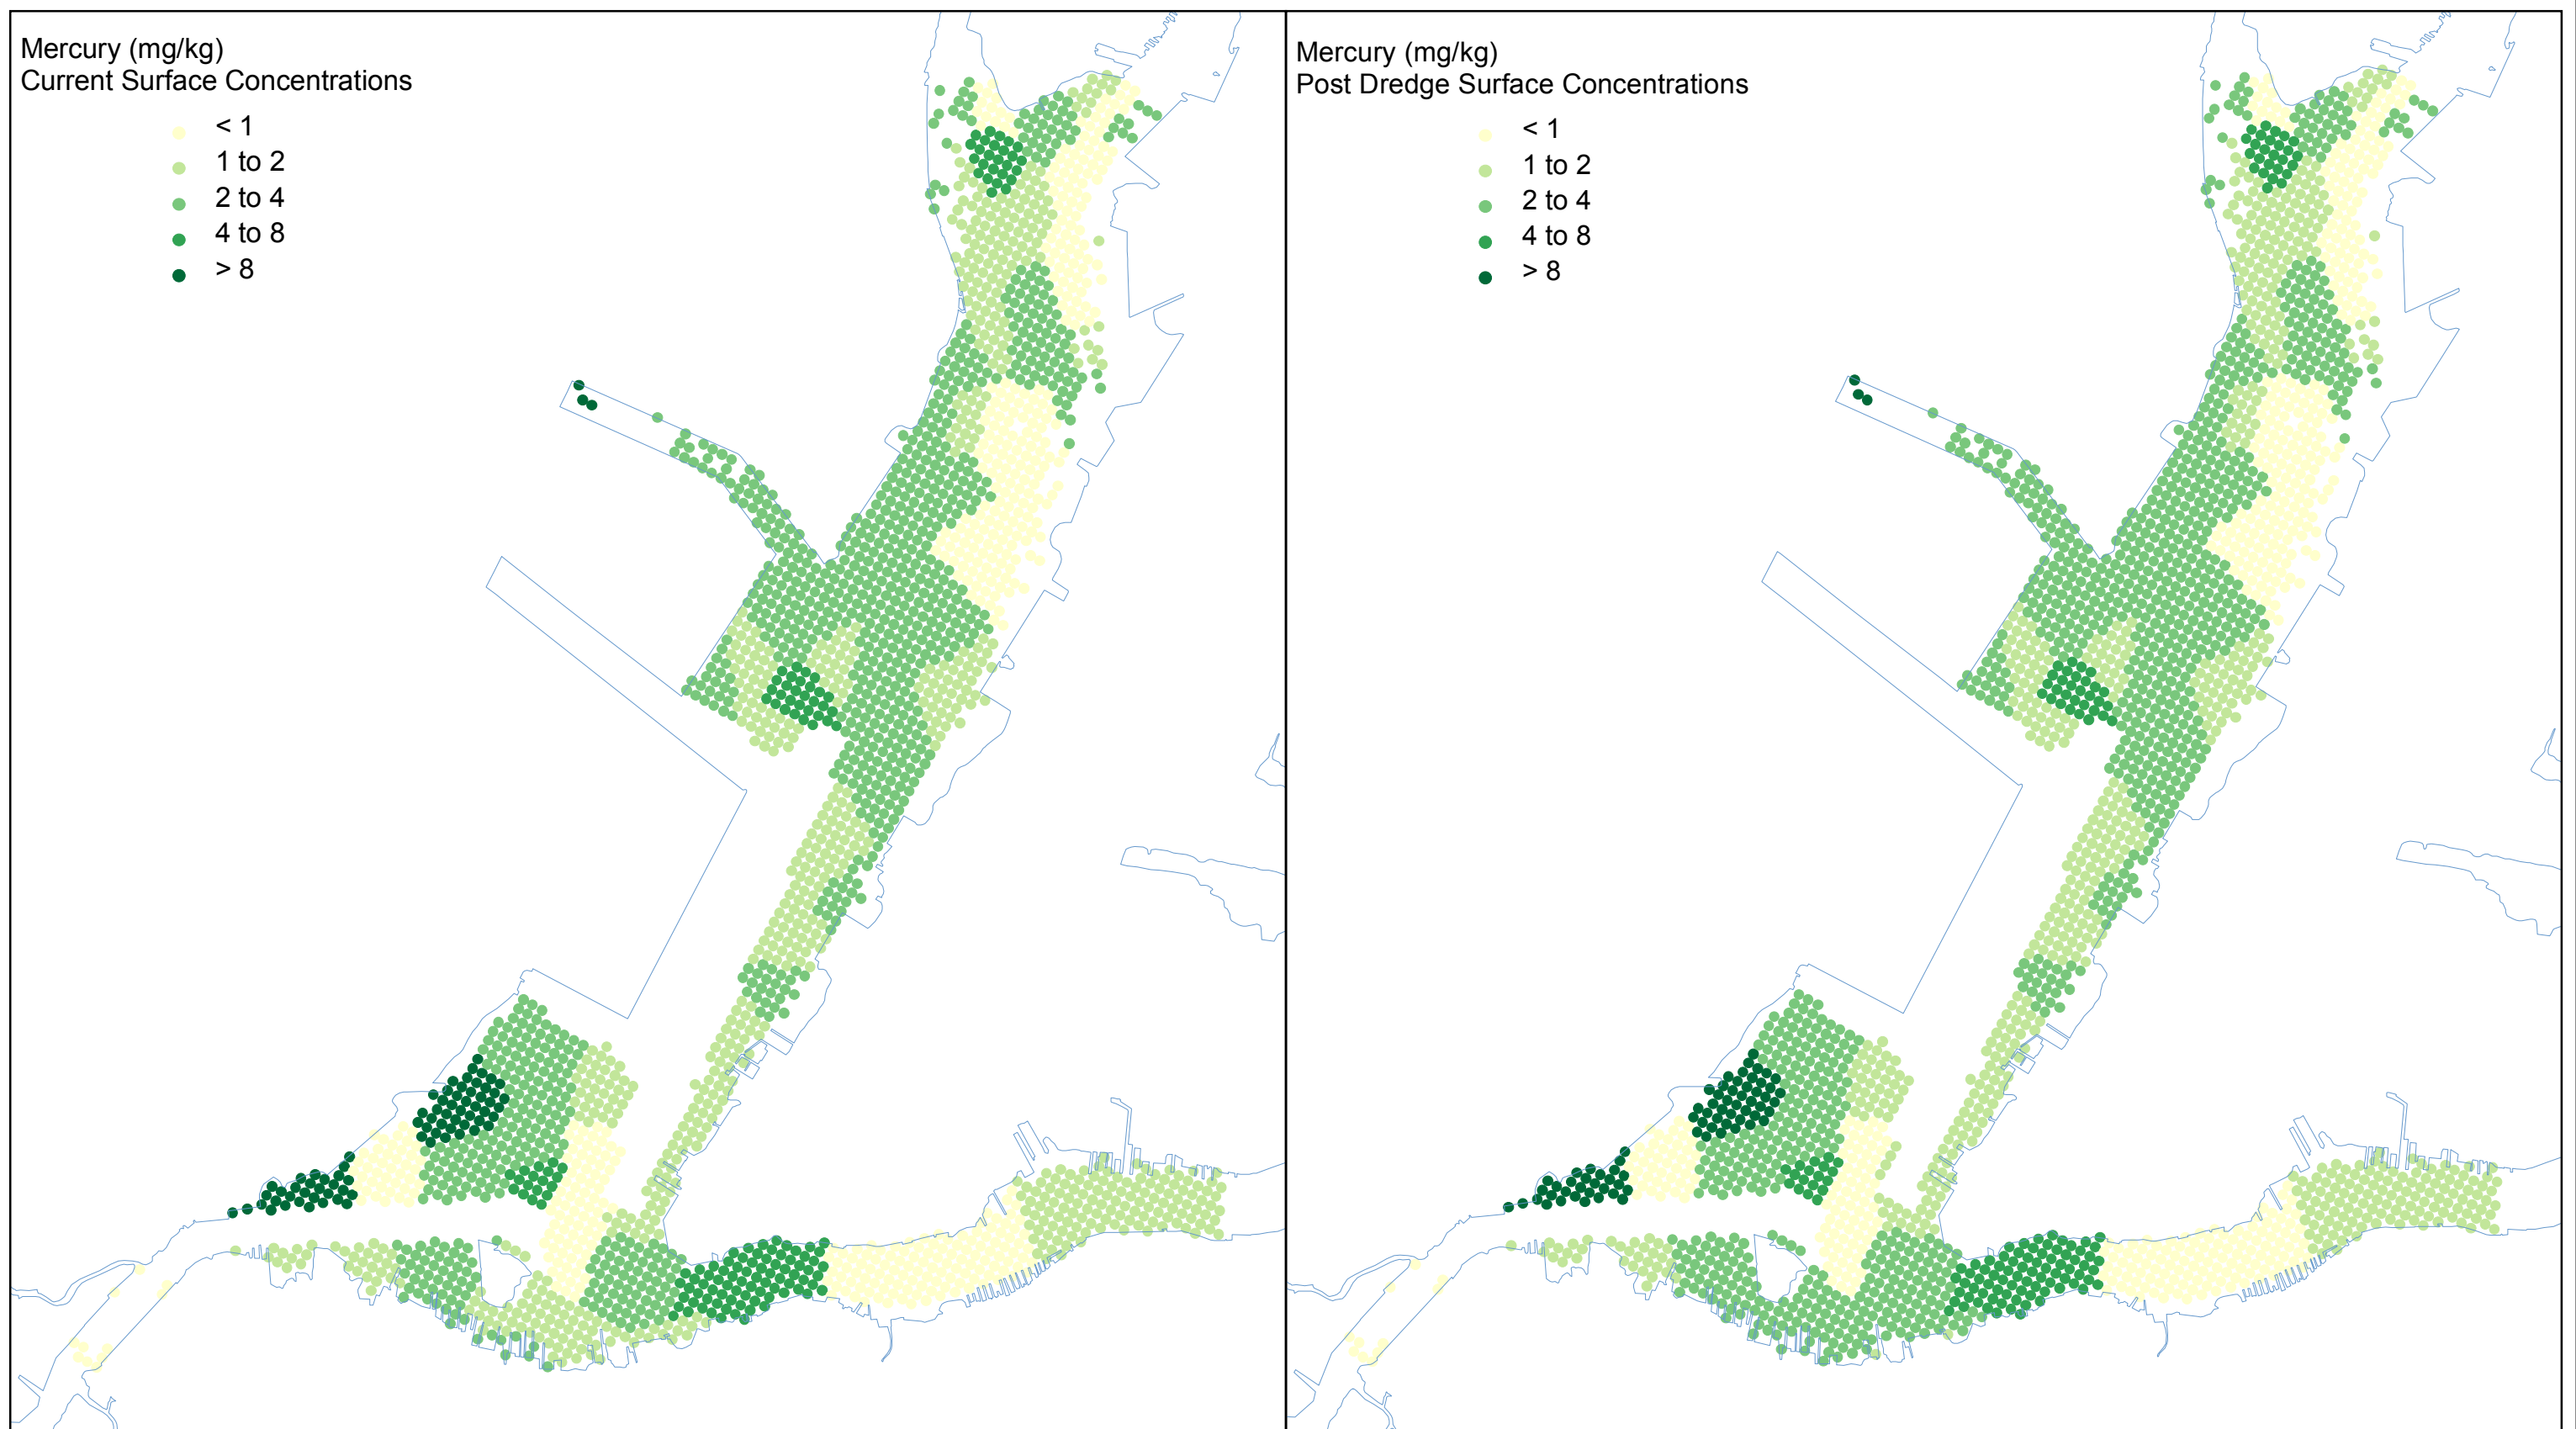 Mercury (mg/kg)
Current Surface Concentrations
< 1
1 to 2
2 to 4
4 to 8
> 8
Mercury (mg/kg)
Post Dredge Surface Concentrations
< 1
1 to 2
2 to 4
4 to 8
> 8